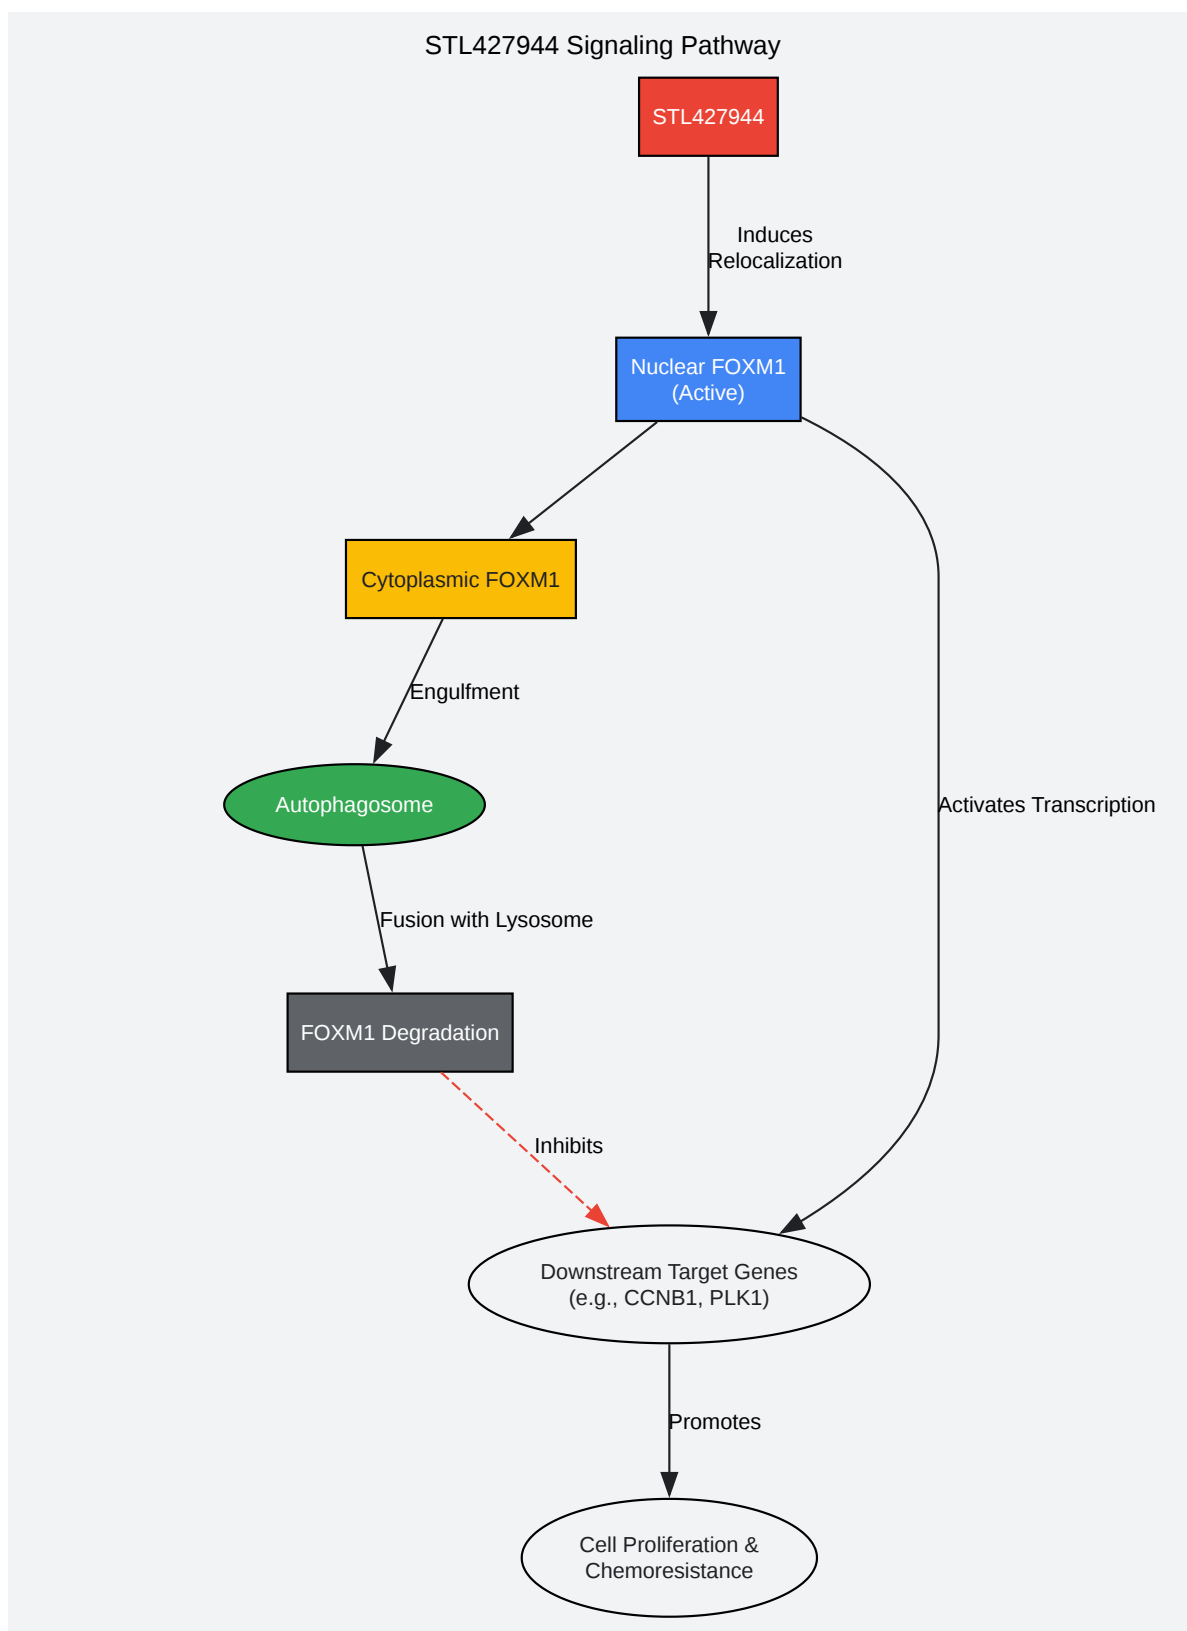 STL427944 Signaling Pathway
STL427944
Induces
Relocalization
Nuclear FOXM1
(Active)
Cytoplasmic FOXM1
Engulfment
Autophagosome
Activates Transcription
Fusion with Lysosome
FOXM1 Degradation
Inhibits
Downstream Target Genes
(e.g., CCNB1, PLK1)
Promotes
Cell Proliferation &
Chemoresistance